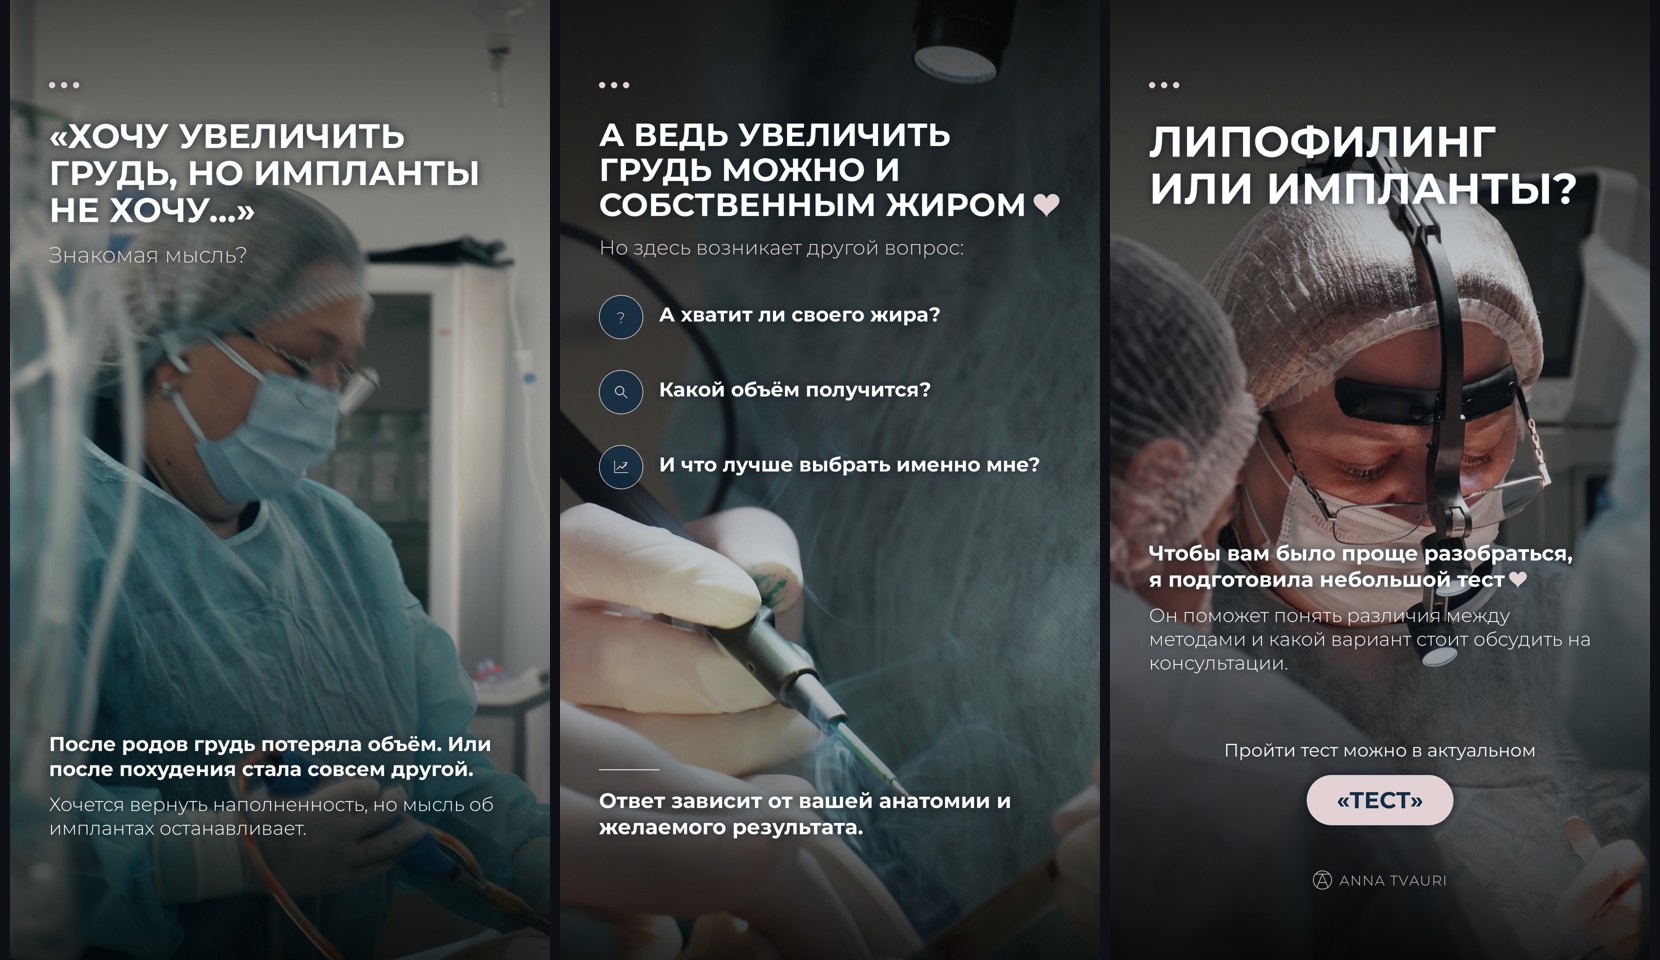 «ХОЧУ УВЕЛИЧИТЬ
ГРУДЬ, НО ИМПЛАНТЫ
НЕ ХОЧУ...»
Знакомая мысль?
После родов грудь потеряла объём. Или
после похудения стала совсем другой.
Хочется вернуть наполненность, но мысль об
имплантах останавливает.
А ВЕДЬ УВЕЛИЧИТЬ
ГРУДЬ МОЖНО И
СОБСТВЕННЫМ ЖИРОМ
Но здесь возникает другой вопрос:
? А хватит ли своего жира?
Какой объём получится?
И что лучше выбрать именно мне?
Ответ зависит от вашей анатомии и
желаемого результата.
ЛИПОФИЛИНГ
ИЛИ ИМПЛАНТЫ?
Чтобы вам было проще разобраться,
я подготовила небольшой тест
Он поможет понять различия между
методами и какой вариант стоит обсудить на
консультации.
Пройти тест можно в актуальном
«ТЕСТ»
ANNA TVAURI